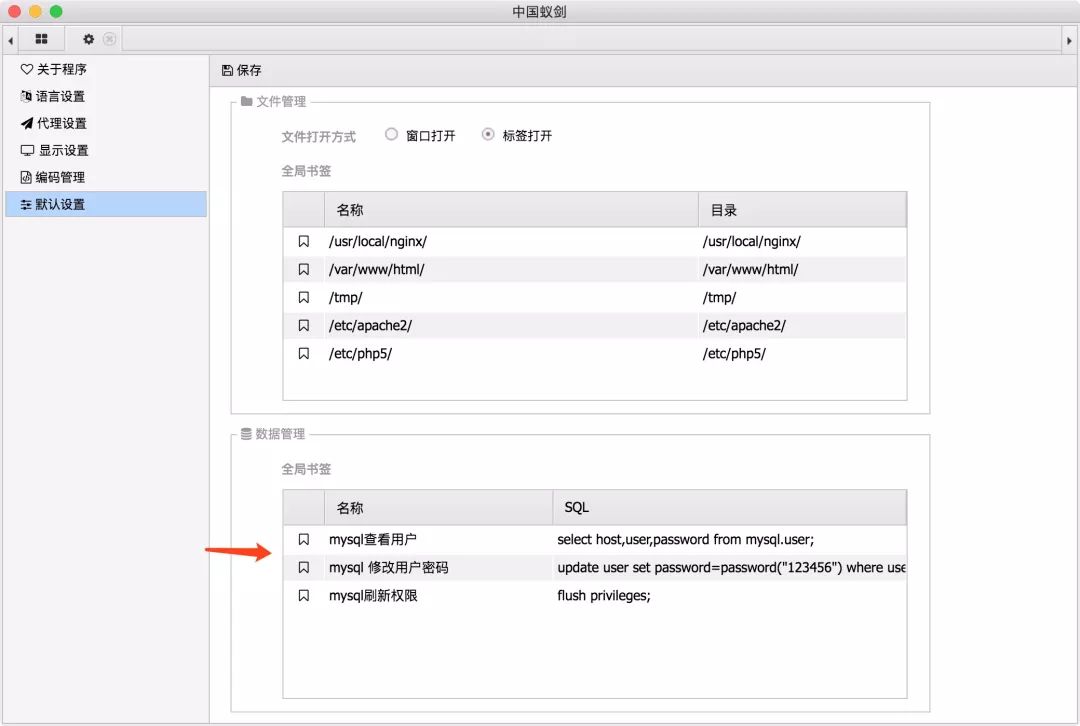 中国蚁剑
关于程序
语言设置
代理设置
显示设置
编码管理
默认设置
保存
文件管理
文件打开方式 窗口打开 标签打开
全局书签
名称 目录
/usr/local/nginx/ /usr/local/nginx/
/var/www/html/ /var/www/html/
/tmp/ /tmp/
/etc/apache2/ /etc/apache2/
/etc/php5/ /etc/php5/
数据管理
全局书签
名称 SQL
mysql查看用户 select host,user,password from mysql.user;
mysql 修改用户密码 update user set password=password("123456") where use
mysql刷新权限 flush privileges;